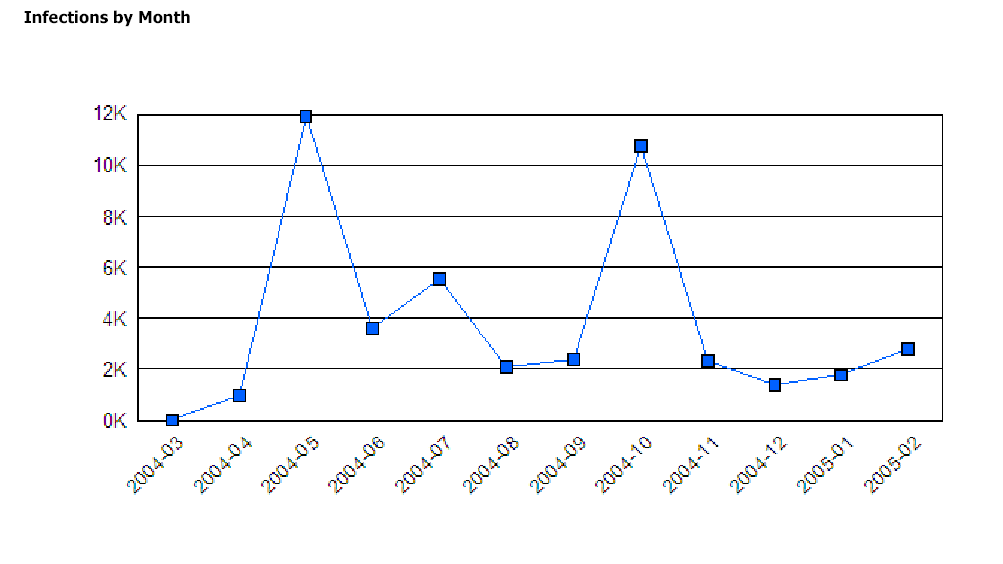 Infections by Month
12K
10K
8K
6K
4K
2K
0K
2004-03
2004-04
2004-05
2004-06
2004-07
2004-08
2004-09
2004-10
2004-11
2004-12
2005-01
2005-02